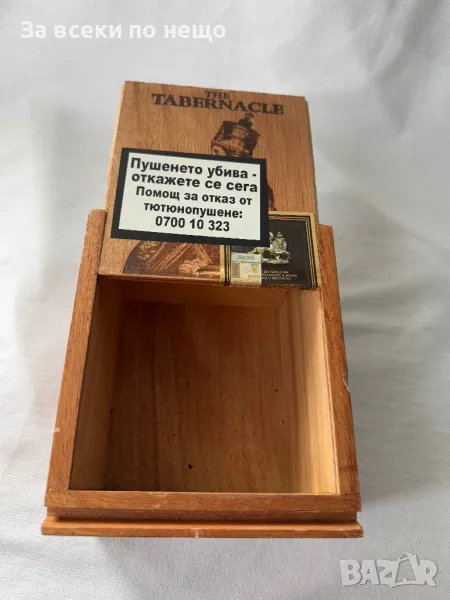 За всеки по нещо
THE
TABERNACLE
Пушенето убива -
откажете се сега
Помощ за отказ от
тютюнопушене:
0700 10 323
BAZAR